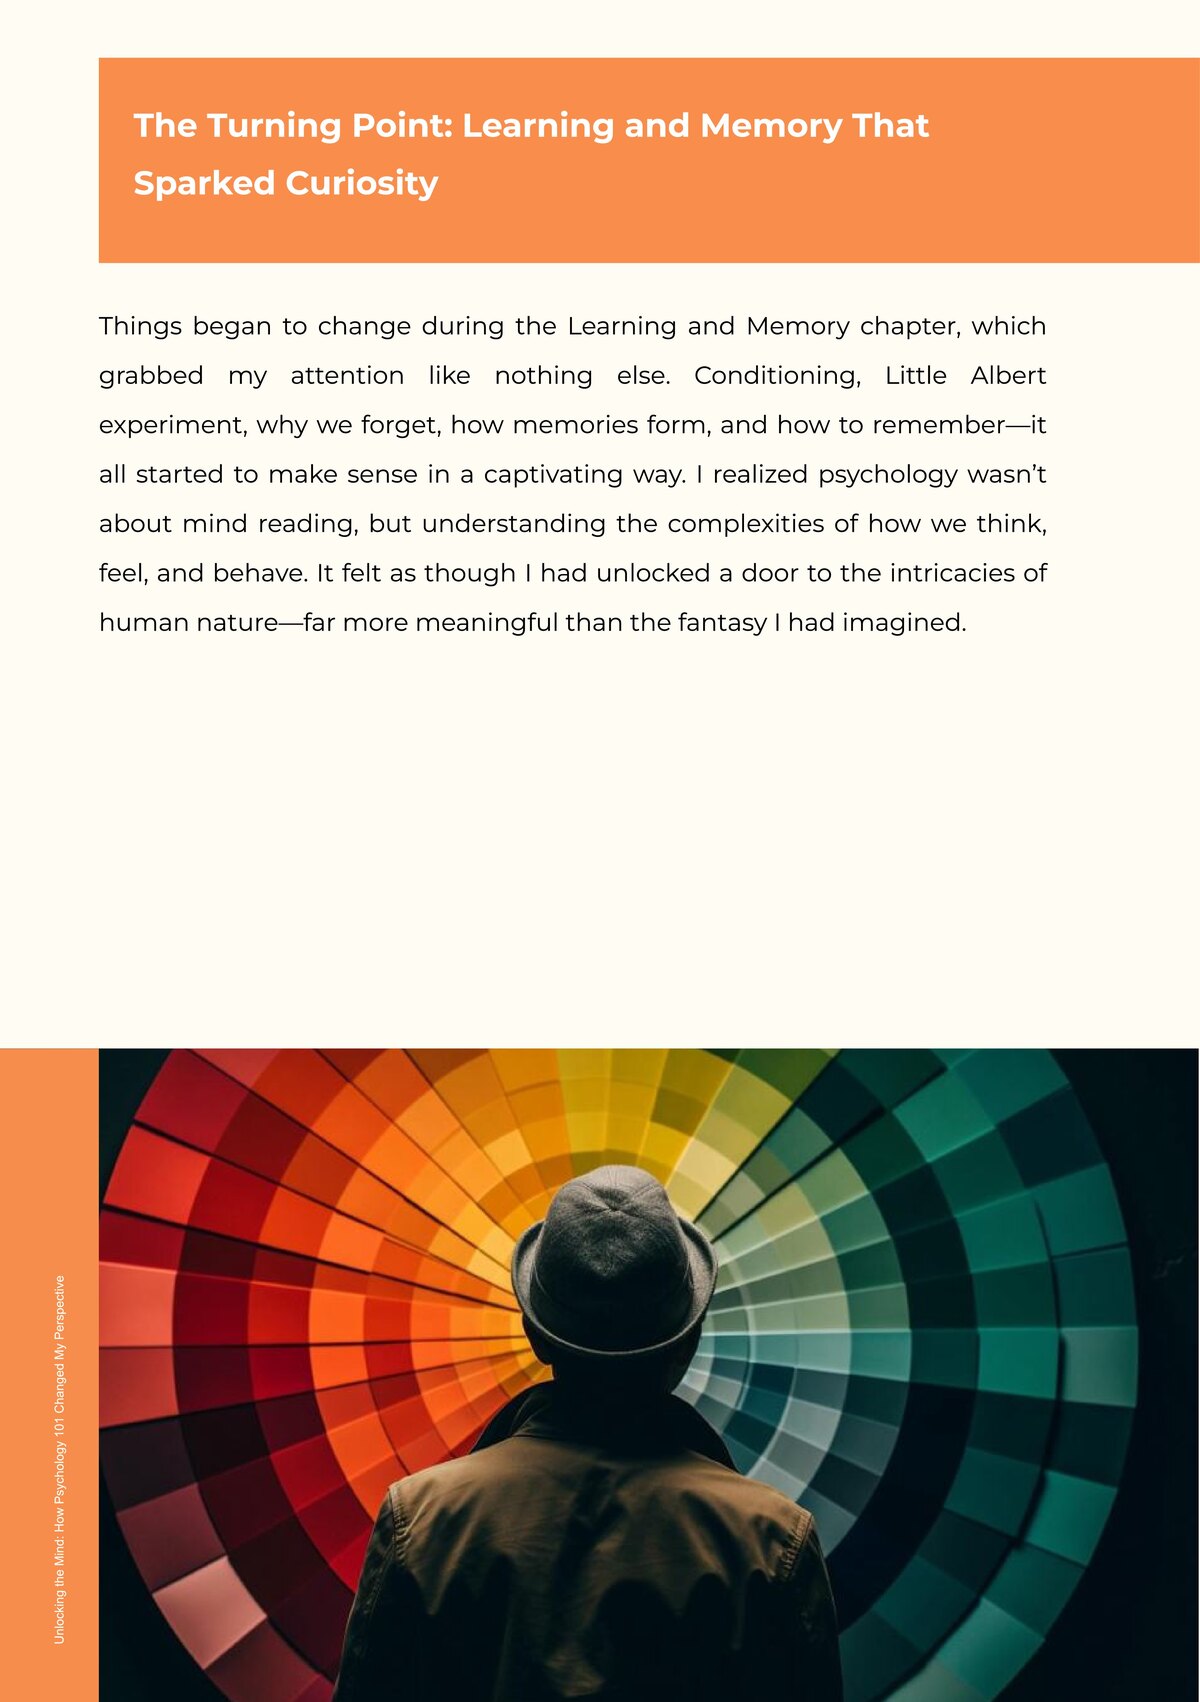 The Turning Point: Learning and Memory That
Sparked Curiosity
Things began to change during the Learning and Memory chapter, which
grabbed my attention like nothing else. Conditioning, Little Albert
experiment, why we forget, how memories form, and how to remember—it
all started to make sense in a captivating way. I realized psychology wasn’t
about mind reading, but understanding the complexities of how we think,
feel, and behave. It felt as though I had unlocked a door to the intricacies of
human nature—far more meaningful than the fantasy I had imagined.
Unlocking the Mind: How Psychology 101 Changed My Perspective